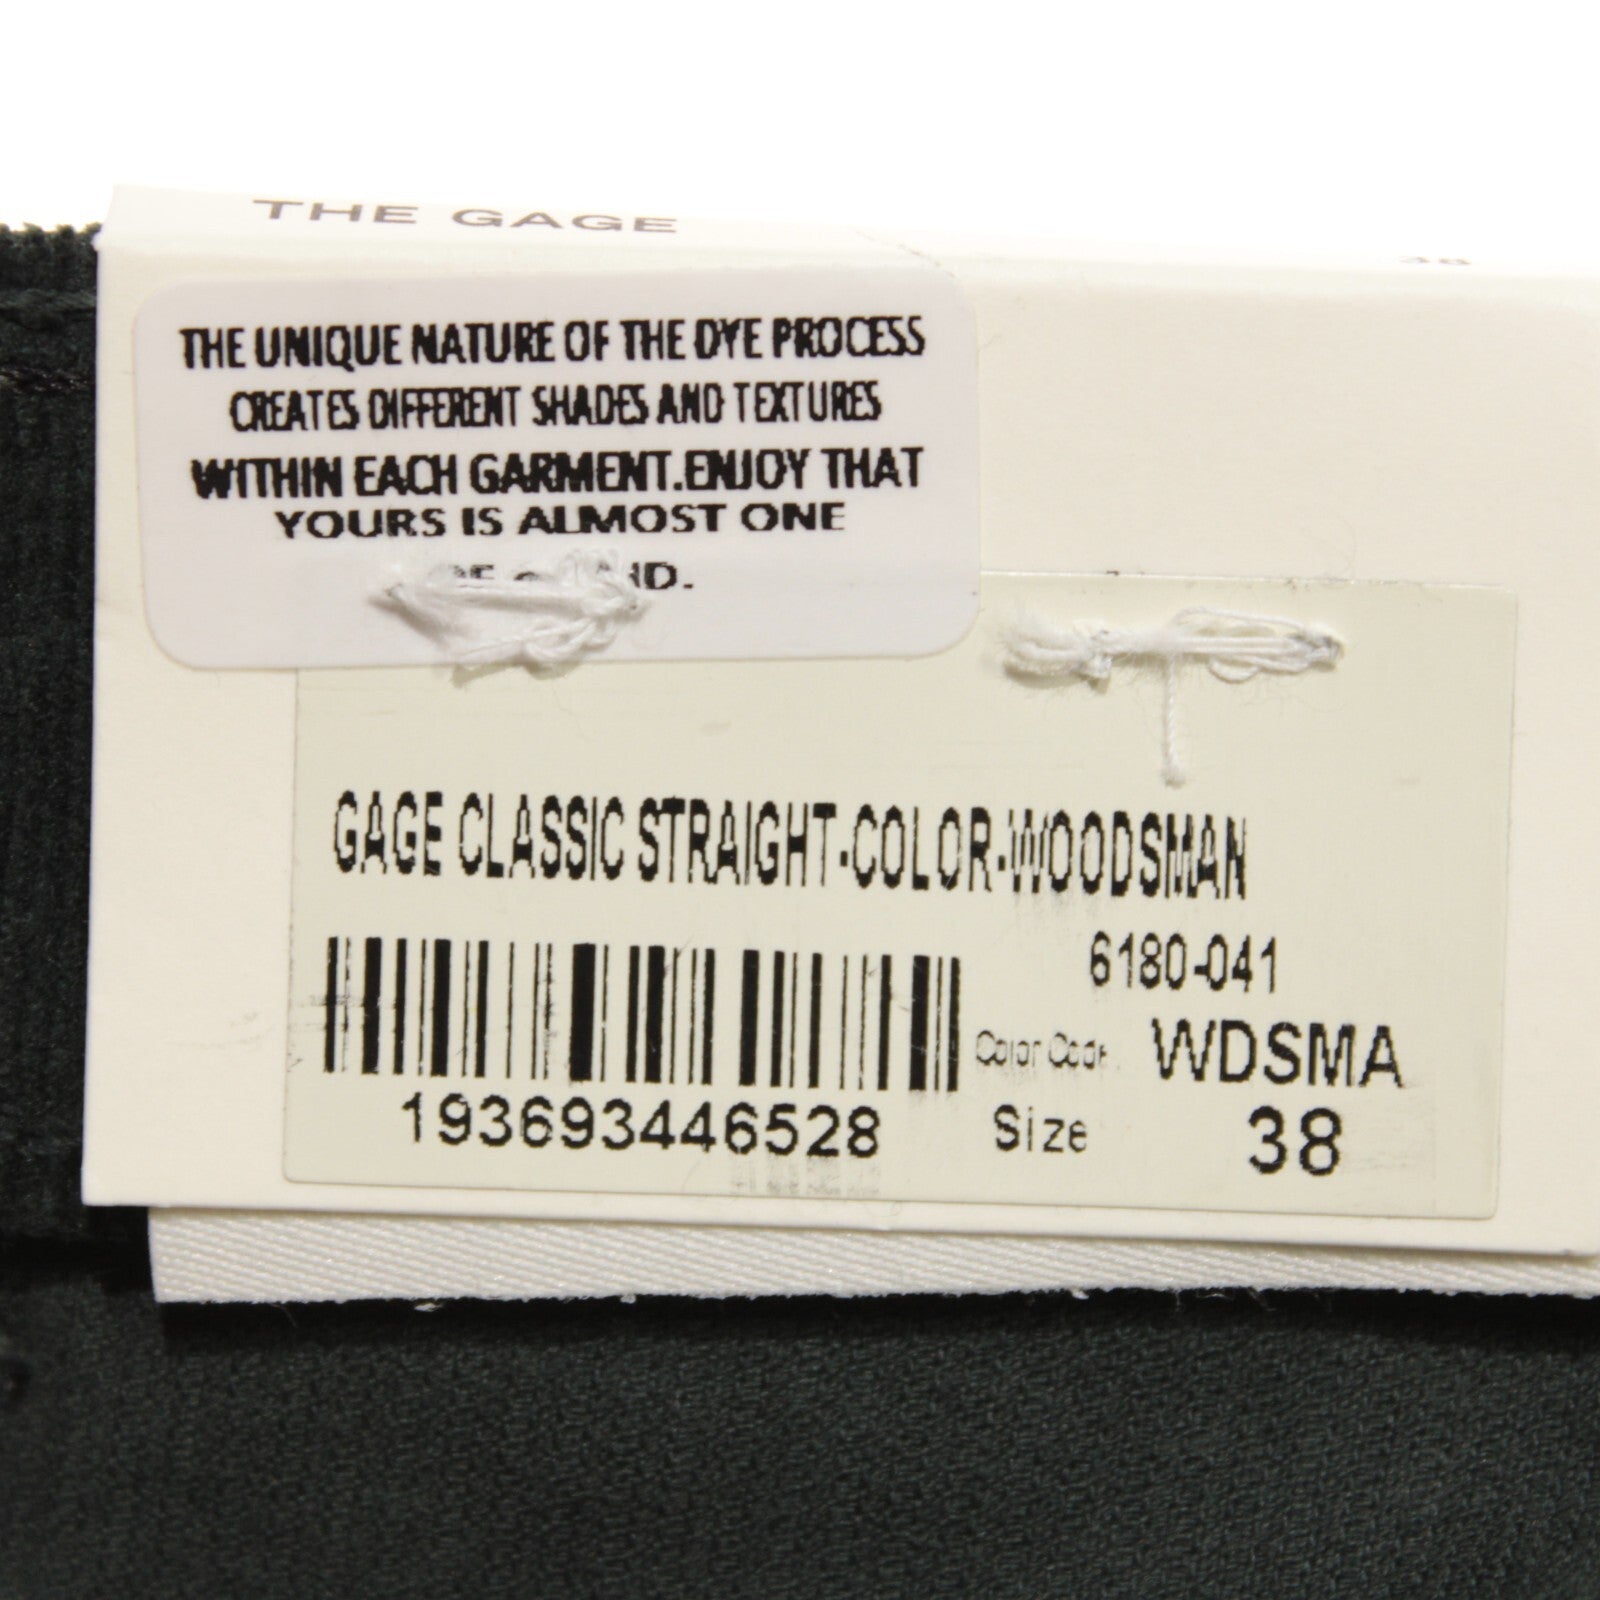 THE GAGE
38
THE UNIQUE NATURE OF THE DYE PROCESS
CREATES DIFFERENT SHADES AND TEXTURES
WITHIN EACH GARMENT.ENJOY THAT
YOURS IS ALMOST ONE
GAGE CLASSIC STRAIGHT-COLOR-WOODSMAN
6180-041
Color Code WDSMA
193693446528
Size 38